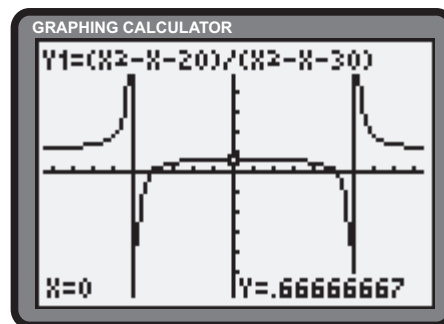 GRAPHING CALCULATOR
Y1=(X2-X-20)/(X2-X-30)
X=0 Y=.66666667